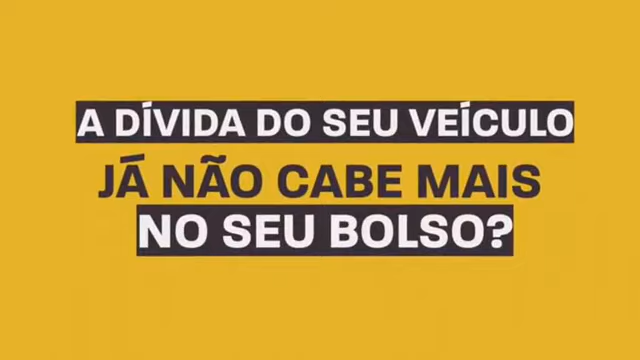 A DÍVIDA DO SEU VEÍCULO
JÁ NÃO CABE MAIS
NO SEU BOLSO?